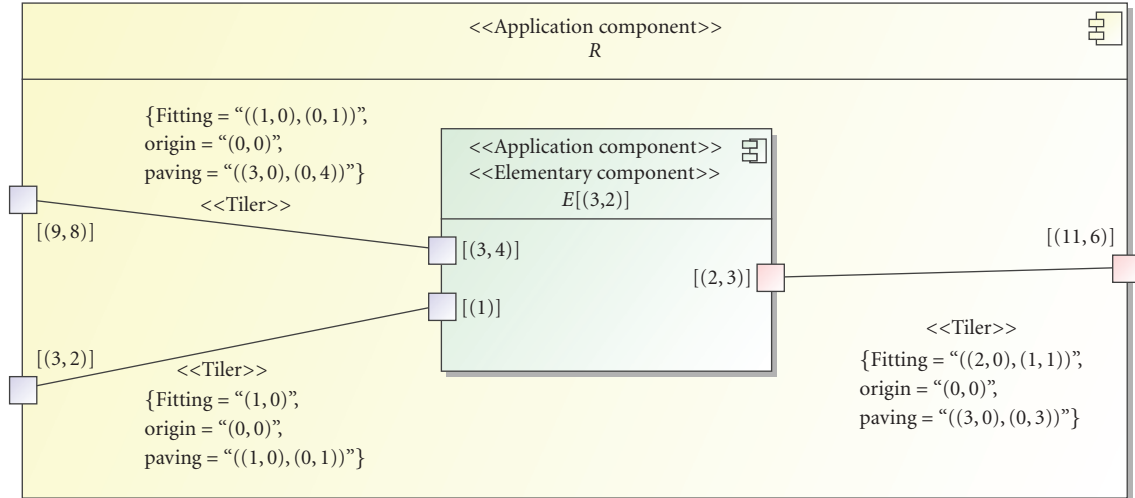 <<Application component>>
R
{Fitting = “((1, 0), (0, 1))”,
origin = “(0, 0)”,
paving = “((3, 0), (0, 4))”}
<<Tiler>>
[(9, 8)]
<<Application component>>
<<Elementary component>>
E[(3,2)]
[(3, 4)]
[(1)]
[(2, 3)]
[(11, 6)]
[(3, 2)]
<<Tiler>>
{Fitting = “(1, 0)”,
origin = “(0, 0)”,
paving = “((1, 0), (0, 1))”}
<<Tiler>>
{Fitting = “((2, 0), (1, 1))”,
origin = “(0, 0)”,
paving = “((3, 0), (0, 3))”}